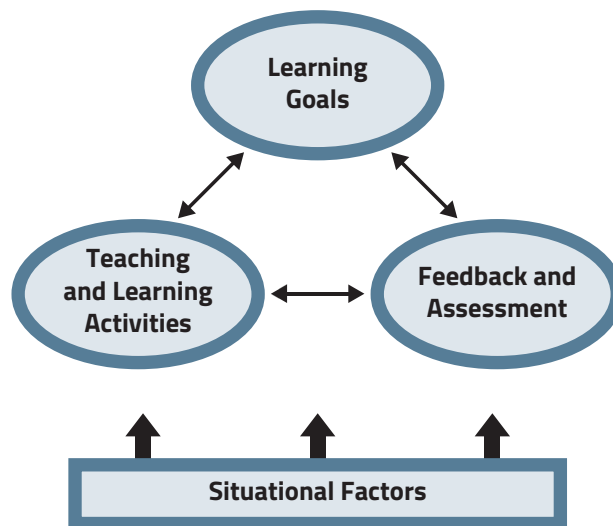 Learning
Goals
Teaching
and Learning
Activities
Feedback and
Assessment
Situational Factors